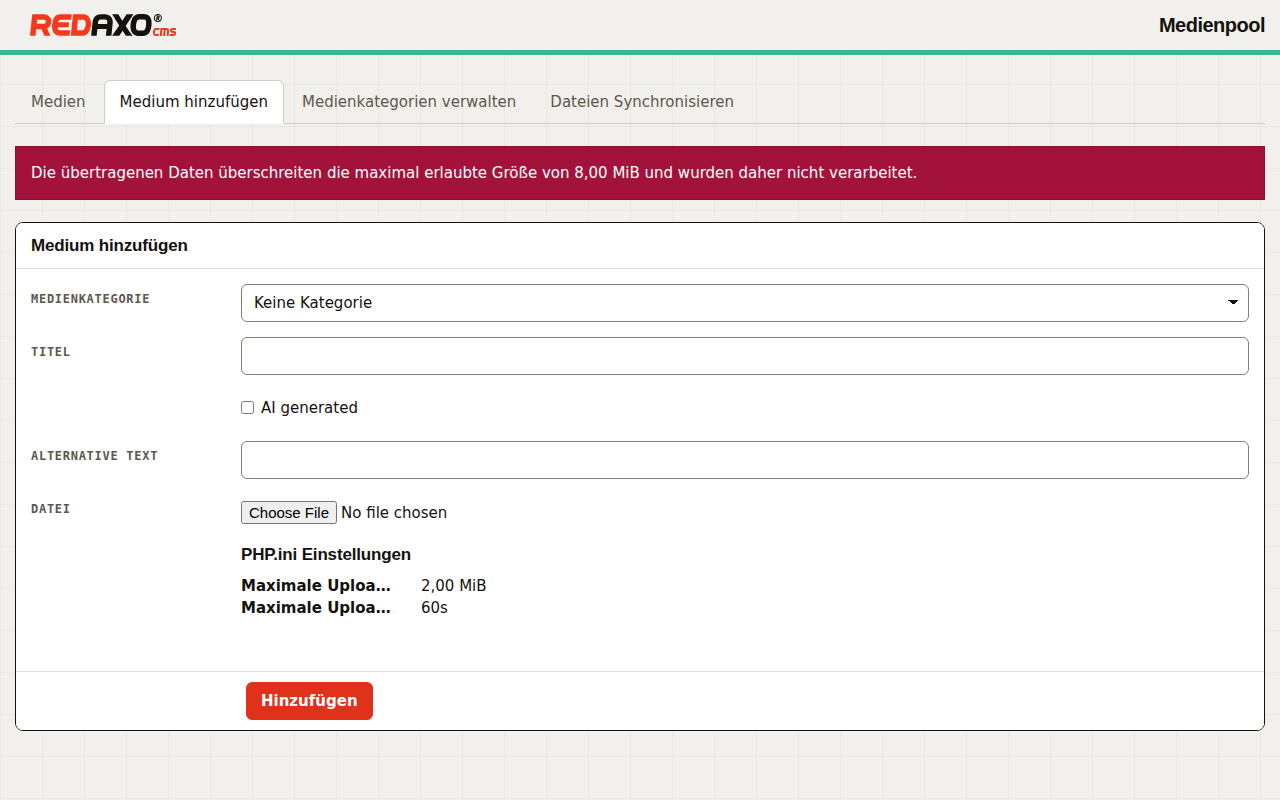 REDAXO® cms
Medienpool
Medien
Medium hinzufügen
Medienkategorien verwalten
Dateien Synchronisieren
Die übertragenen Daten überschreiten die maximal erlaubte Größe von 8,00 MiB und wurden daher nicht verarbeitet.
Medium hinzufügen
MEDIENKATEGORIE
Keine Kategorie
TITEL
AI generated
ALTERNATIVE TEXT
DATEI
Choose File No file chosen
PHP.ini Einstellungen
Maximale Uploa… 2,00 MiB
Maximale Uploa… 60s
Hinzufügen